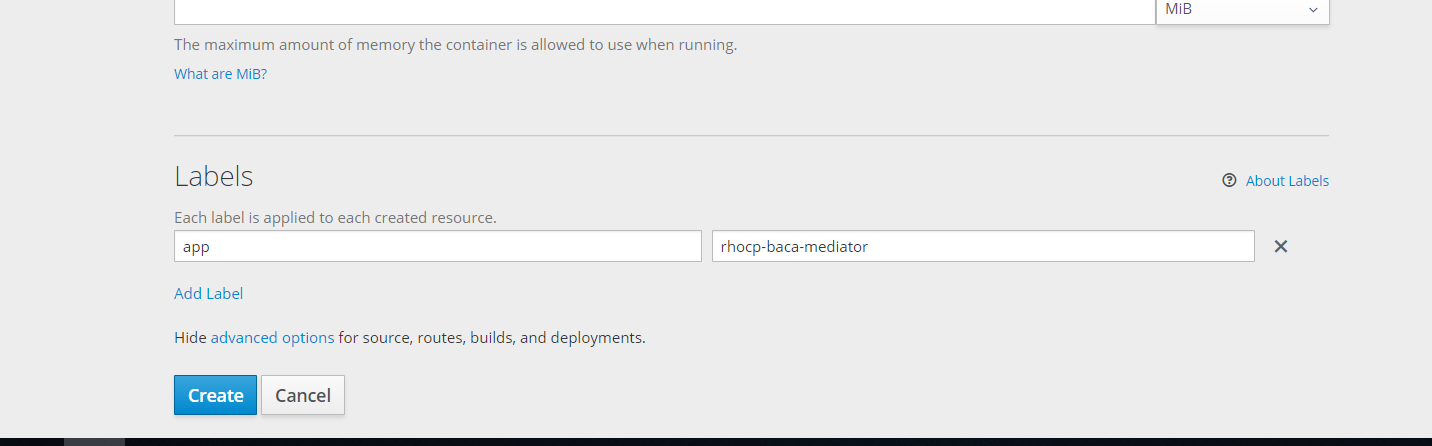 MiB
The maximum amount of memory the container is allowed to use when running.
What are MiB?
Labels
About Labels
Each label is applied to each created resource.
app rhocp-baca-mediator
Add Label
Hide advanced options for source, routes, builds, and deployments.
Create Cancel